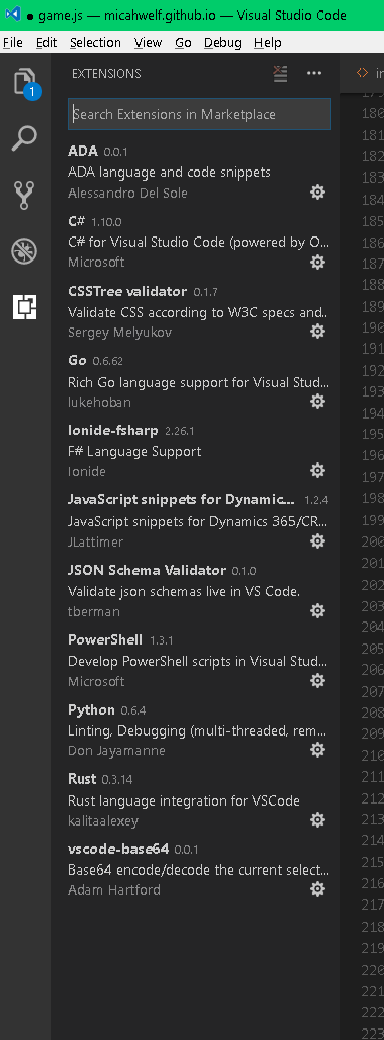 ● game.js — micahwelf.github.io — Visual Studio Code
File Edit Selection View Go Debug Help
EXTENSIONS
1
Search Extensions in Marketplace
ADA 0.0.1
ADA language and code snippets
Alessandro Del Sole
C# 1.10.0
C# for Visual Studio Code (powered by O...
Microsoft
CSSTree validator 0.1.7
Validate CSS according to W3C specs and...
Sergey Melyukov
Go 0.6.62
Rich Go language support for Visual Stud...
lukehoban
Ionide-fsharp 2.26.1
F# Language Support
Ionide
JavaScript snippets for Dynamic... 1.2.4
JavaScript snippets for Dynamics 365/CR...
JLattimer
JSON Schema Validator 0.1.0
Validate json schemas live in VS Code.
tberman
PowerShell 1.3.1
Develop PowerShell scripts in Visual Stud...
Microsoft
Python 0.6.4
Linting, Debugging (multi-threaded, rem...
Don Jayamanne
Rust 0.3.14
Rust language integration for VSCode
kalitaalexey
vscode-base64 0.0.1
Base64 encode/decode the current select...
Adam Hartford
180
181
182
183
184
185
186
187
188
189
190
191
192
193
194
195
196
197
198
199
200
201
202
203
204
205
206
207
208
209
210
211
212
213
214
215
216
217
218
219
220
221
222
223